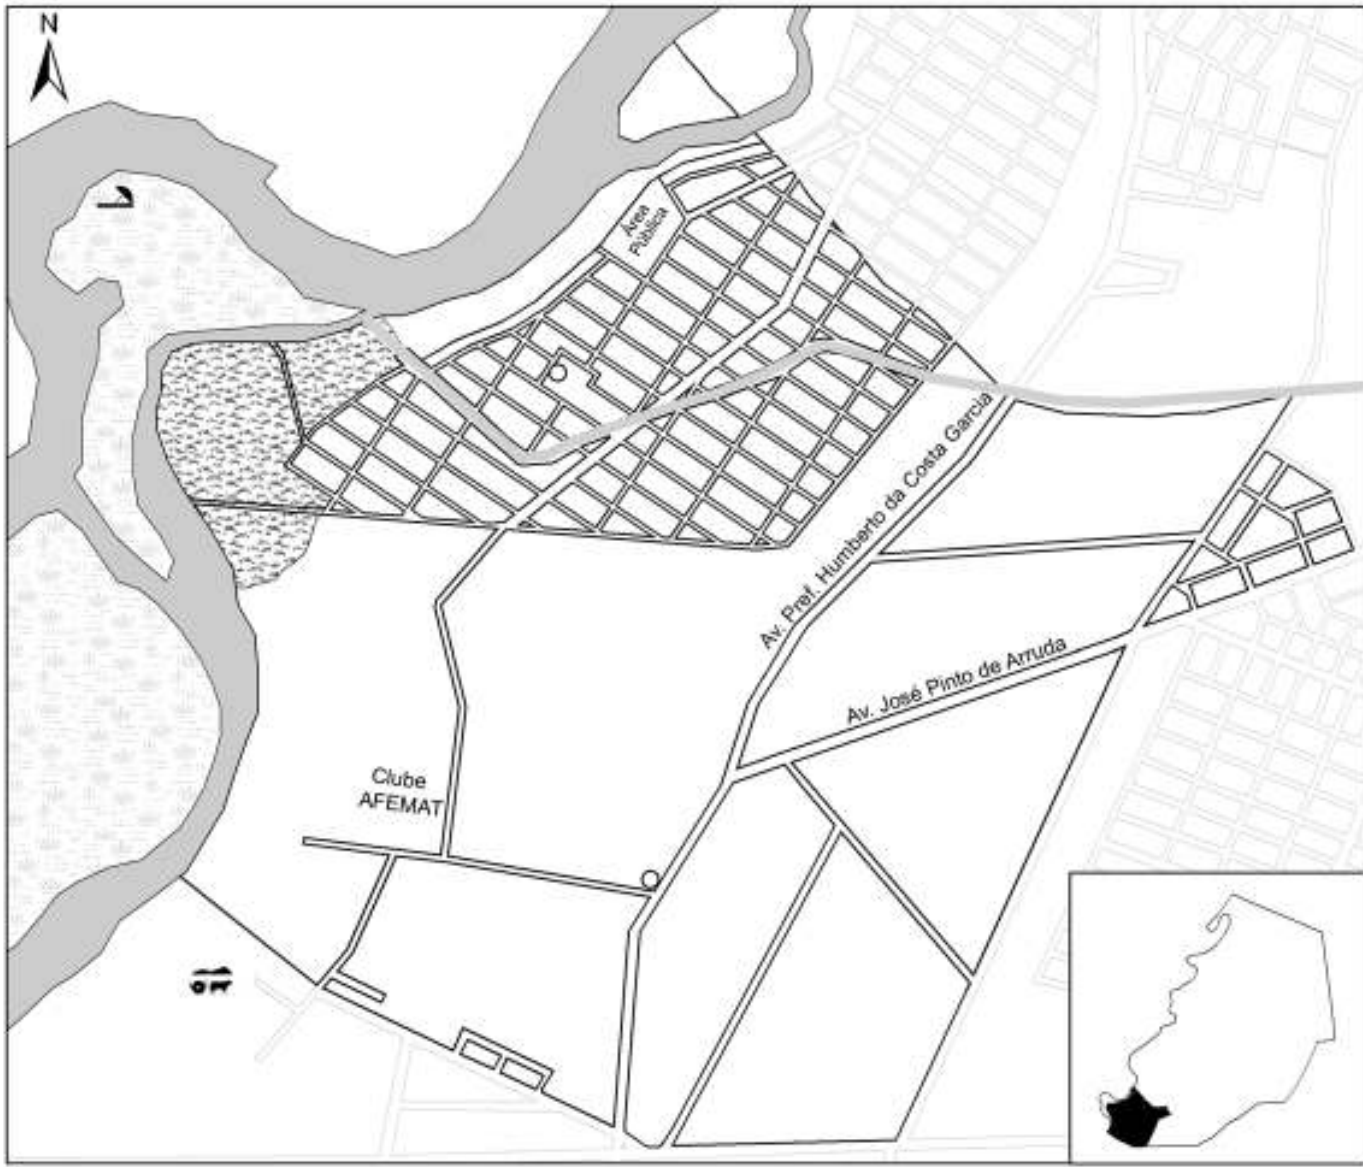 N
Área
Pública
Av. Pref. Humberto da Costa Garcia
Av. José Pinto de Arruda
Clube
AFEMAT